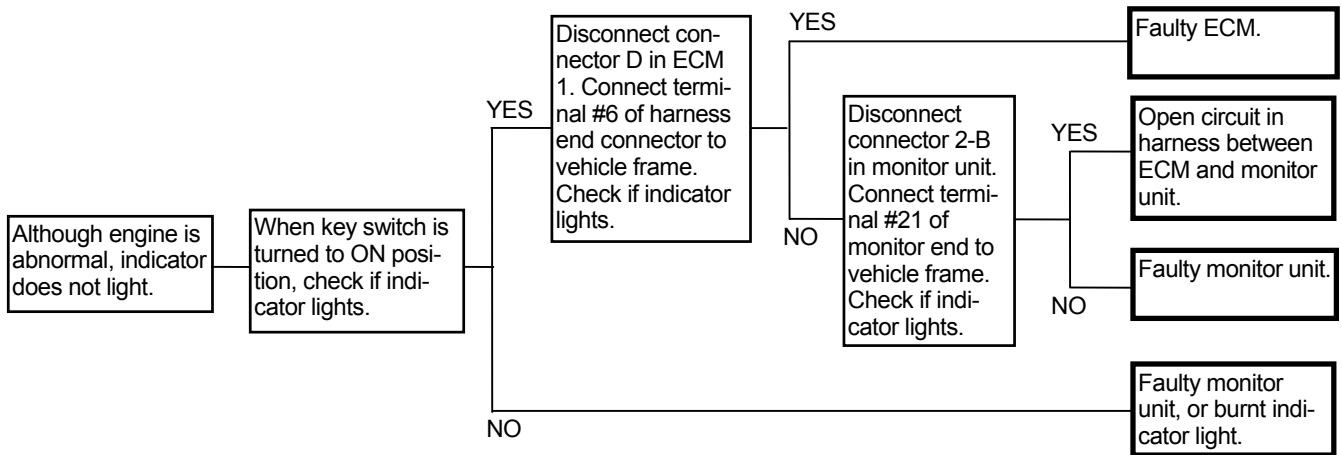 Although engine is
abnormal, indicator
does not light.
When key switch is
turned to ON posi-
tion, check if indi-
cator lights.
YES
Disconnect con-
nector D in ECM
1. Connect termi-
nal #6 of harness
end connector to
vehicle frame.
Check if indicator
lights.
YES
Faulty ECM.
NO
Disconnect
connector 2-B
in monitor unit.
Connect termi-
nal #21 of
monitor end to
vehicle frame.
Check if indi-
cator lights.
YES
Open circuit in
harness between
ECM and monitor
unit.
NO
Faulty monitor unit.
NO
Faulty monitor
unit, or burnt indi-
cator light.